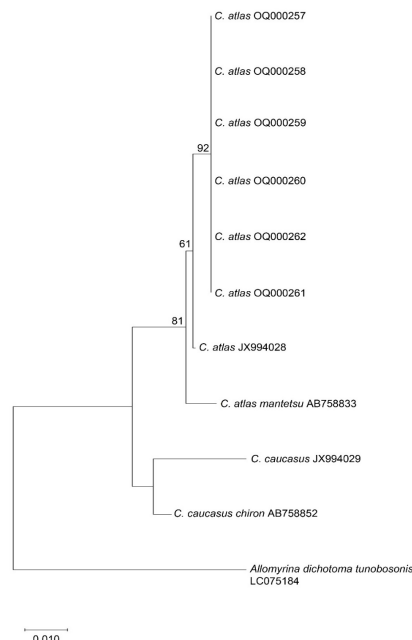 C. atlas OQ000257
C. atlas OQ000258
C. atlas OQ000259
92
C. atlas OQ000260
C. atlas OQ000262
61
C. atlas OQ000261
81
C. atlas JX994028
C. atlas mantetsu AB758833
C. caucasus JX994029
C. caucasus chiron AB758852
Allomyrina dichotoma tunobosonis
LC075184
0.010